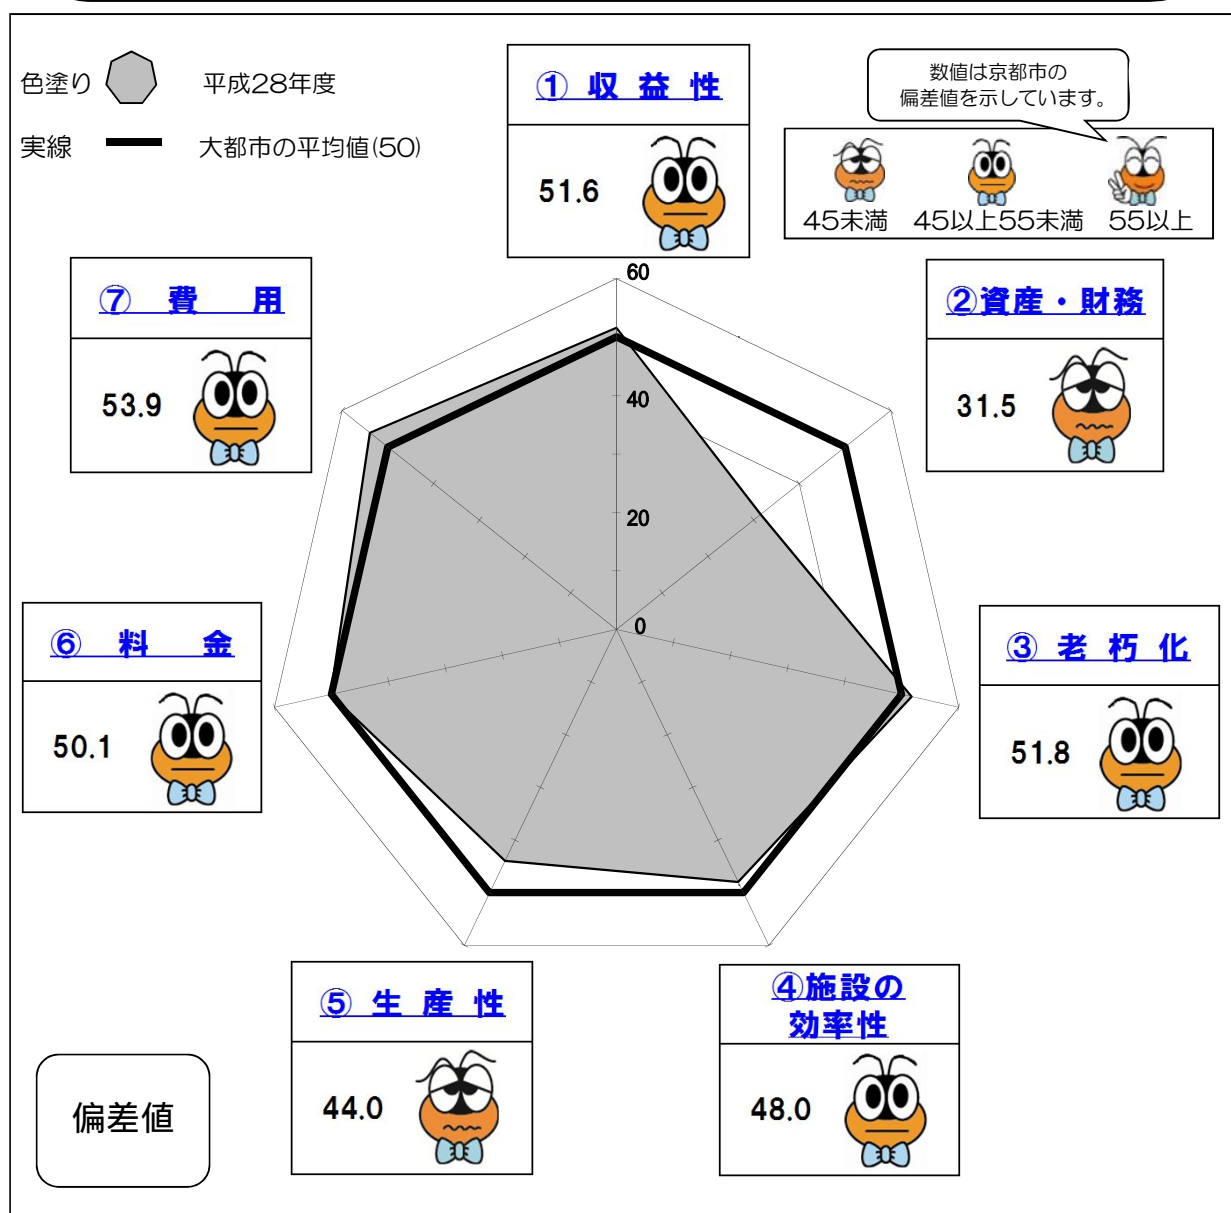 色塗り 平成28年度
実線 大都市の平均値(50)
① 収 益 性
51.6
数値は京都市の
偏差値を示しています。
45未満 45以上55未満 55以上
⑦ 費 用
53.9
②資産・財務
31.5
60
40
20
0
⑥ 料 金
50.1
③ 老 朽 化
51.8
⑤ 生 産 性
44.0
④施設の
効率性
48.0
偏差値